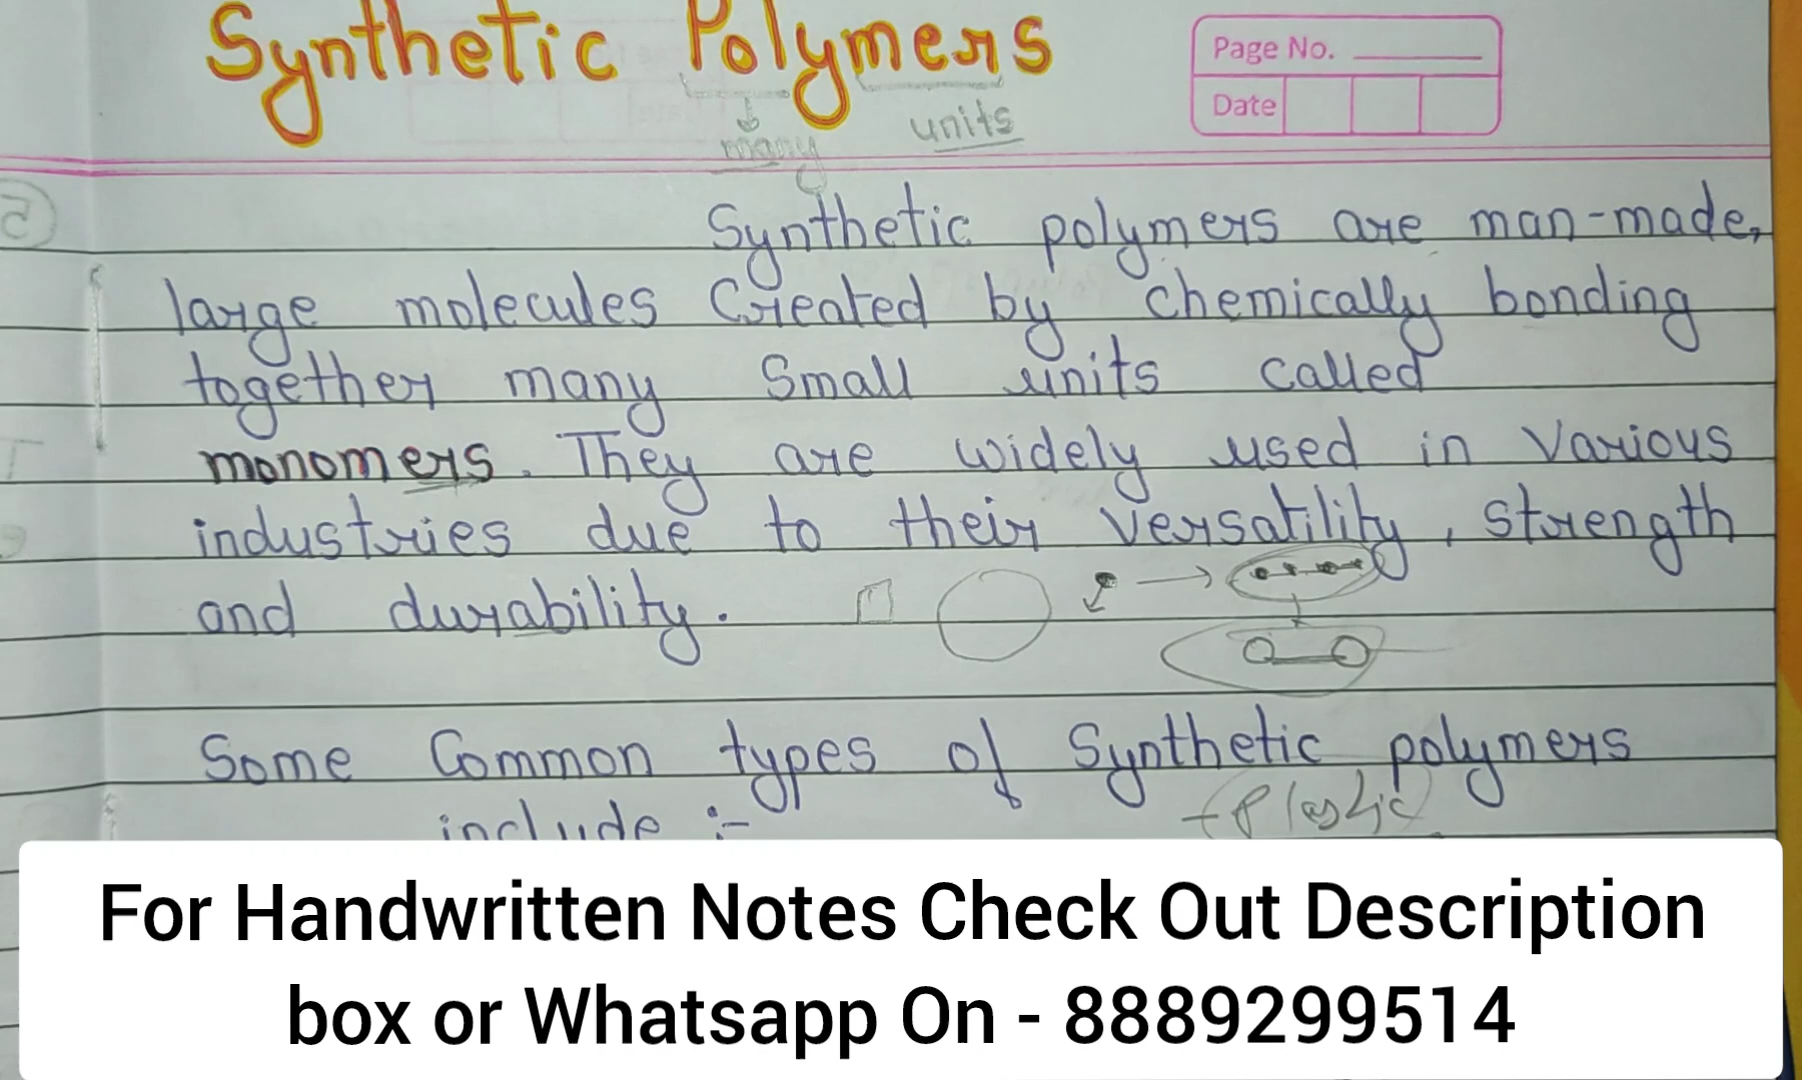 Synthetic Polymers
Page No.
Date
many
units
Synthetic polymers are man-made,
large molecules Created by chemically bonding
together many Small units called
monomers. They are widely used in Various
industries due to their Versatility, strength
and durability.
Some Common types of Synthetic polymers
include :-
Plastic
For Handwritten Notes Check Out Description
box or Whatsapp On - 8889299514